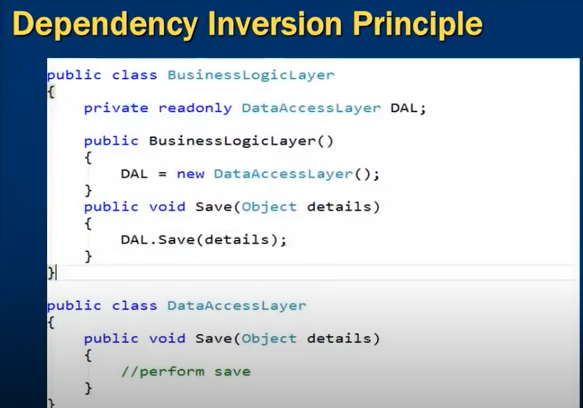 Dependency Inversion Principle
public class BusinessLogicLayer
{
private readonly DataAccessLayer DAL;
public BusinessLogicLayer()
{
DAL = new DataAccessLayer();
}
public void Save(Object details)
{
DAL.Save(details);
}
}
public class DataAccessLayer
{
public void Save(Object details)
{
//perform save
}
}